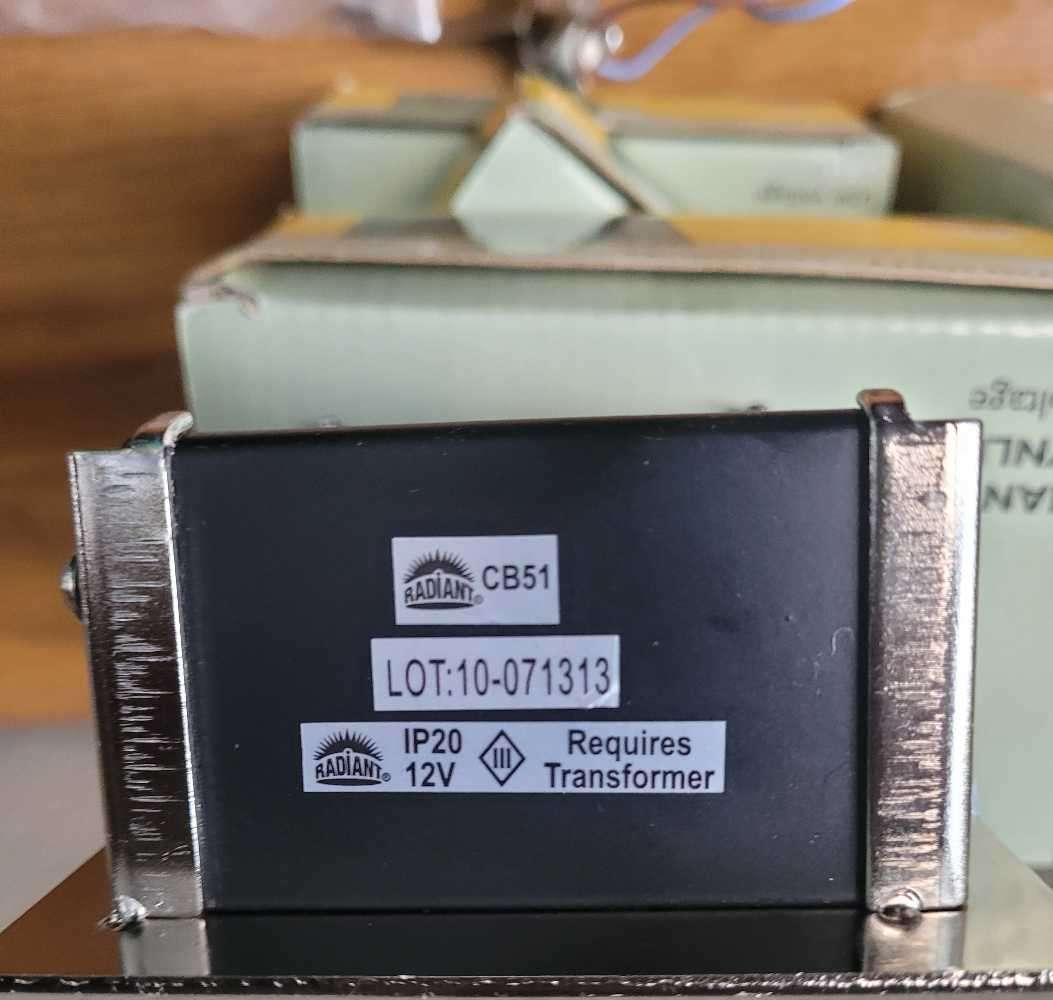 RADIANT® CB51
LOT:10-071313
RADIANT® IP20 12V III Requires Transformer